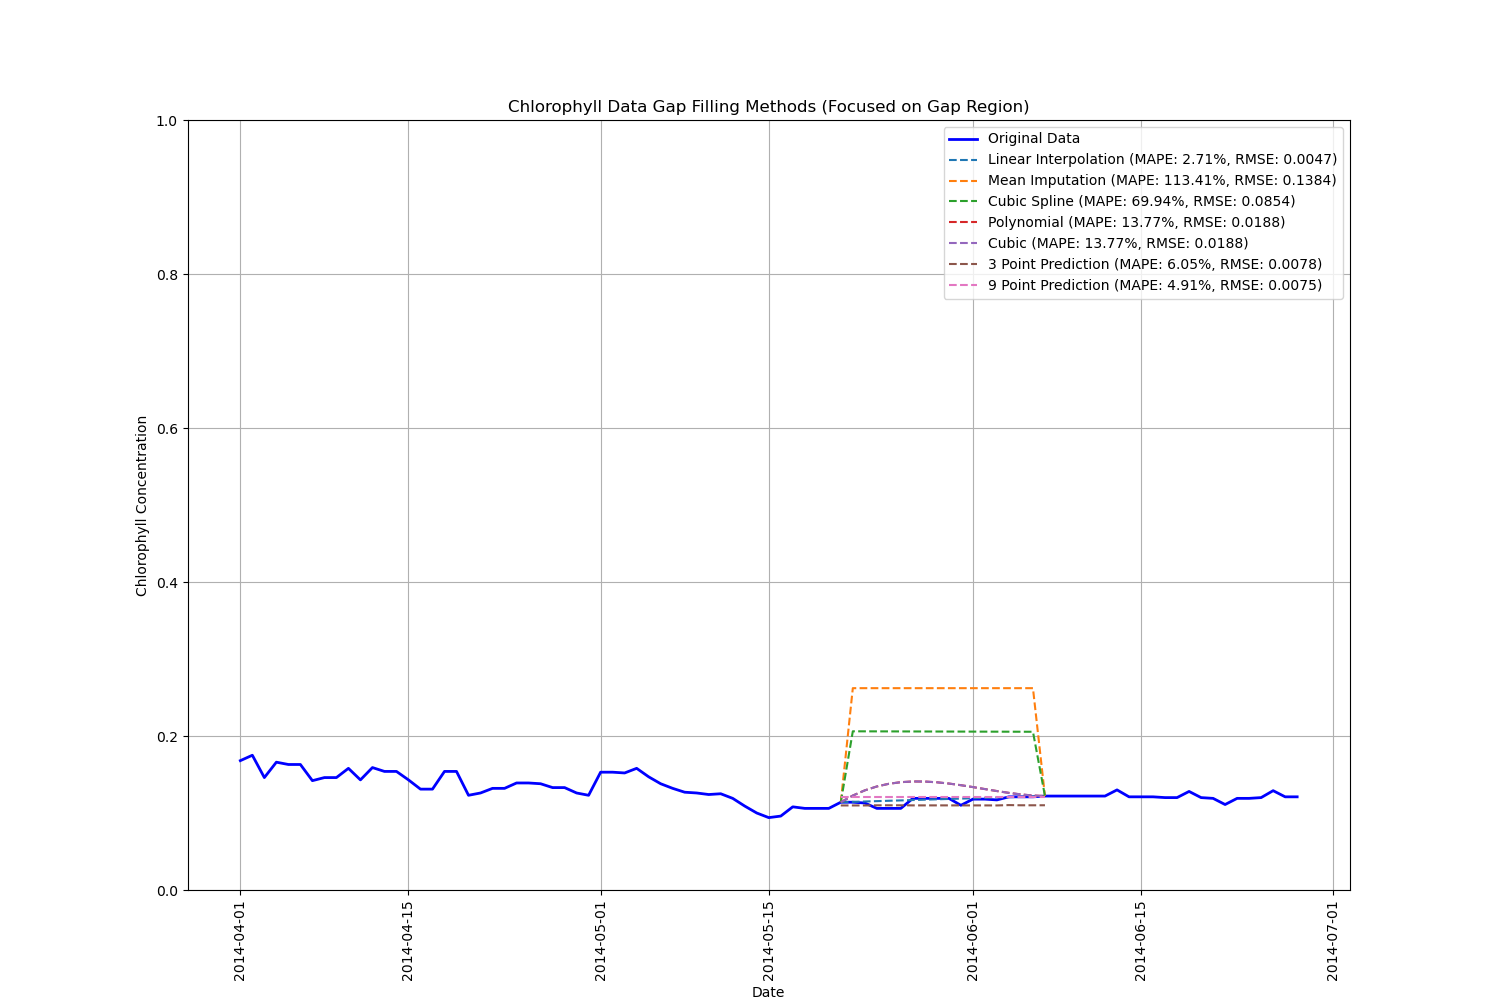 Chlorophyll Data Gap Filling Methods (Focused on Gap Region)
1.0
0.8
0.6
0.4
0.2
0.0
Chlorophyll Concentration
Original Data
Linear Interpolation (MAPE: 2.71%, RMSE: 0.0047)
Mean Imputation (MAPE: 113.41%, RMSE: 0.1384)
Cubic Spline (MAPE: 69.94%, RMSE: 0.0854)
Polynomial (MAPE: 13.77%, RMSE: 0.0188)
Cubic (MAPE: 13.77%, RMSE: 0.0188)
3 Point Prediction (MAPE: 6.05%, RMSE: 0.0078)
9 Point Prediction (MAPE: 4.91%, RMSE: 0.0075)
2014-04-01
2014-04-15
2014-05-01
2014-05-15
2014-06-01
2014-06-15
2014-07-01
Date